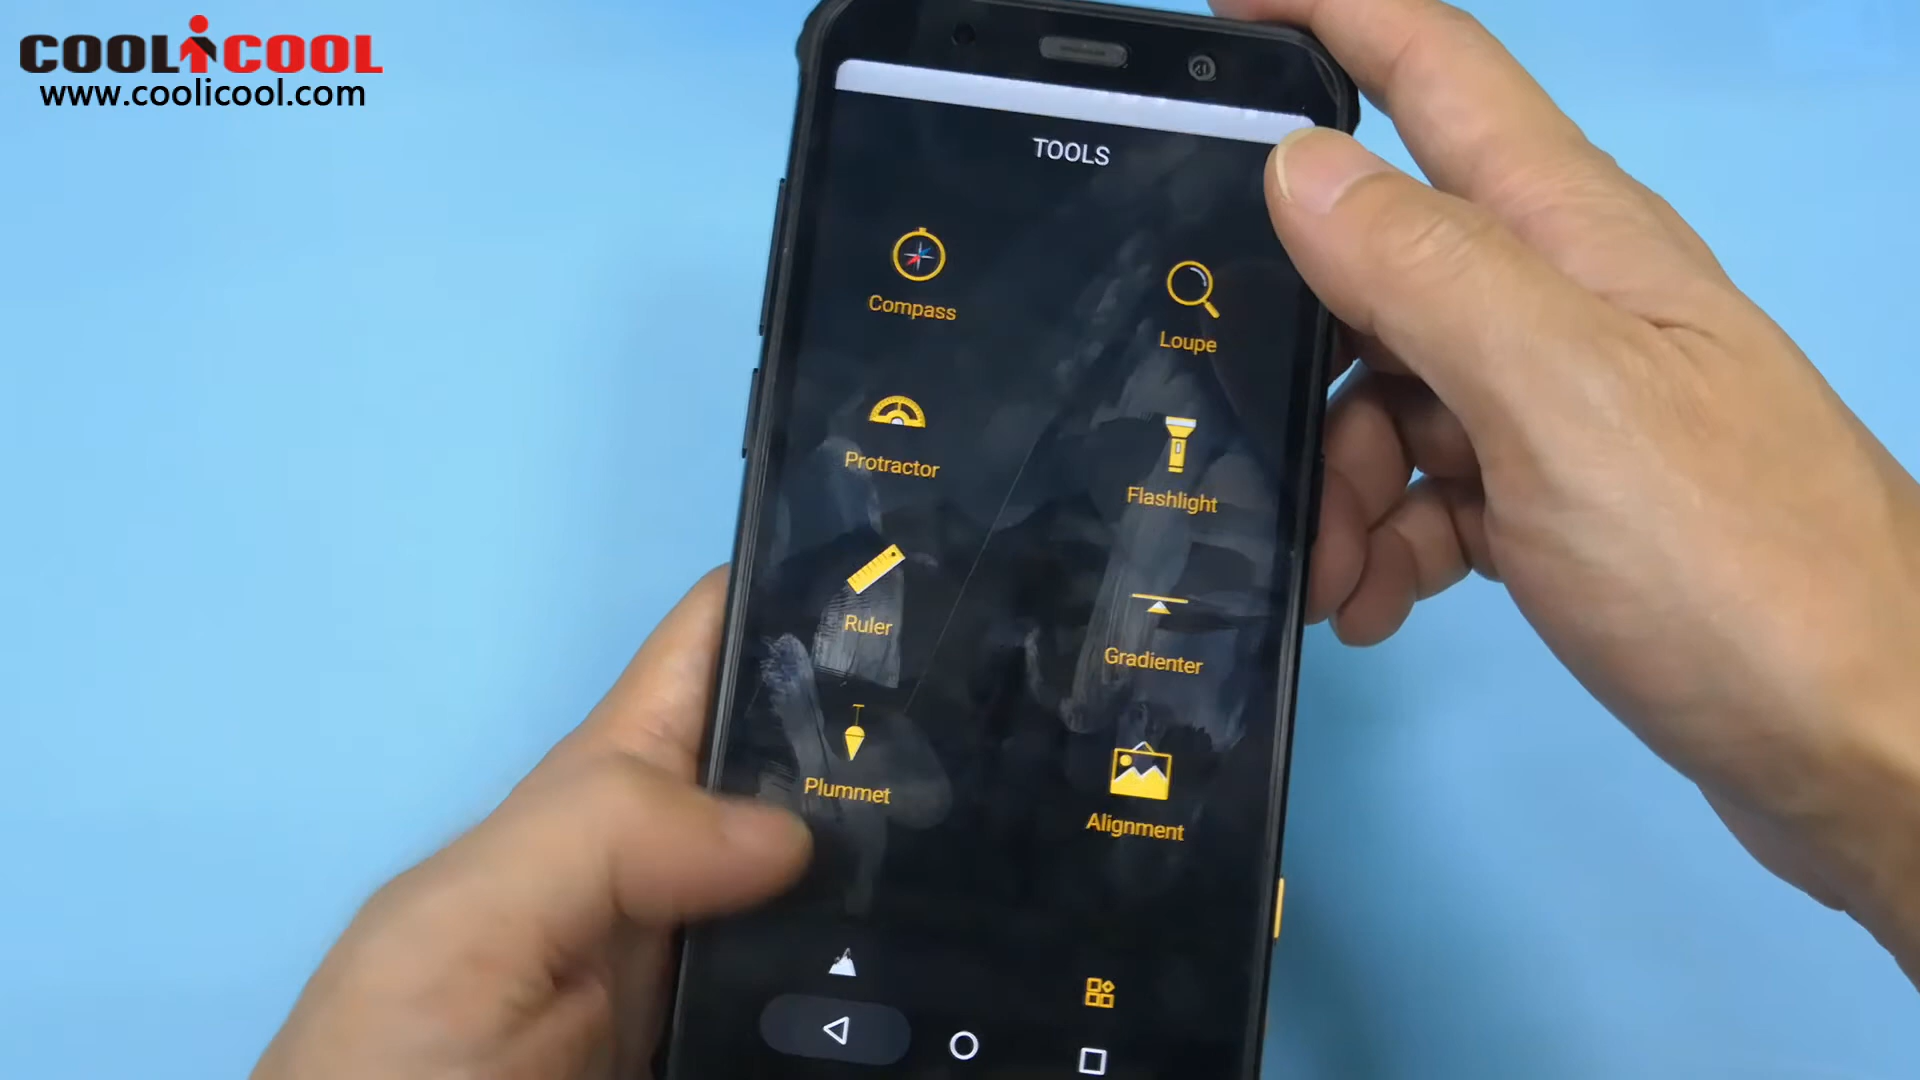 COOLiCOOL
www.coolicool.com
TOOLS
Compass
Loupe
Protractor
Flashlight
Ruler
Gradienter
Plummet
Alignment